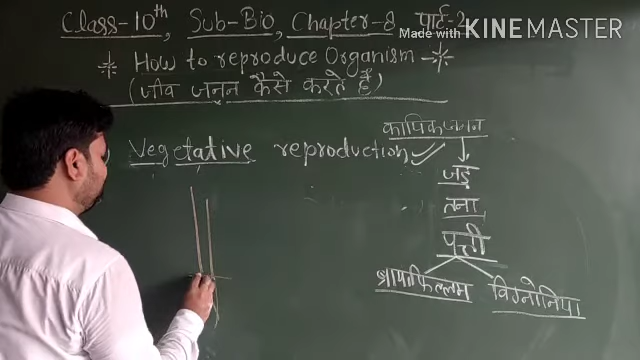 Class-10th, Sub-Bio, Chapter-8, पार्ट-2
Made with KINEMASTER
How to reproduce Organism
(जीव जनन कैसे करते हैं)
Vegetative reproduction
कायिकजनन
जड़
तना
पत्ती
ब्रायोफिल्लम
विग्नोनिया